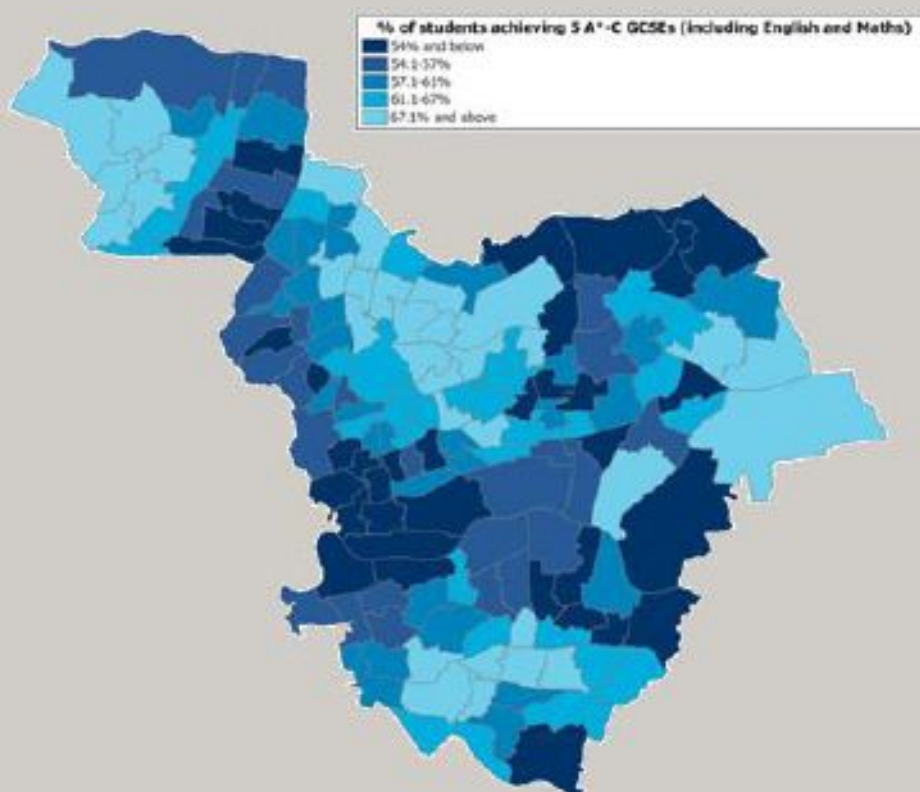 % of students achieving 5 A*-C GCSEs (including English and Maths)
54% and below
54.1-57%
57.1-61%
61.1-67%
67.1% and above